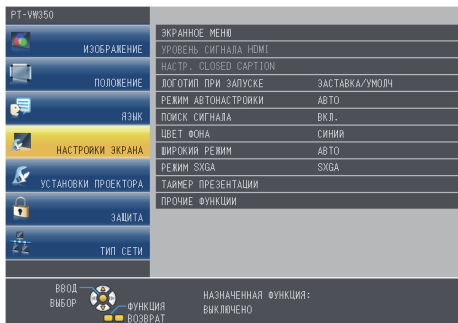 PT-VW350
ИЗОБРАЖЕНИЕ
ПОЛОЖЕНИЕ
ЯЗЫК
НАСТРОЙКИ ЭКРАНА
УСТАНОВКИ ПРОЕКТОРА
ЗАЩИТА
ТИП СЕТИ
ЭКРАННОЕ МЕНЮ
УРОВЕНЬ СИГНАЛА HDMI
НАСТР. CLOSED CAPTION
ЛОГОТИП ПРИ ЗАПУСКЕ ЗАСТАВКА/УМОЛЧ
РЕЖИМ АВТОНАСТРОЙКИ АВТО
ПОИСК СИГНАЛА ВКЛ.
ЦВЕТ ФОНА СИНИЙ
ШИРОКИЙ РЕЖИМ АВТО
РЕЖИМ SXGA SXGA
ТАЙМЕР ПРЕЗЕНТАЦИИ
ПРОЧИЕ ФУНКЦИИ
ВВОД
ВЫБОР
ФУНКЦИЯ
ВОЗВРАТ
НАЗНАЧЕННАЯ ФУНКЦИЯ:
ВЫКЛЮЧЕНО